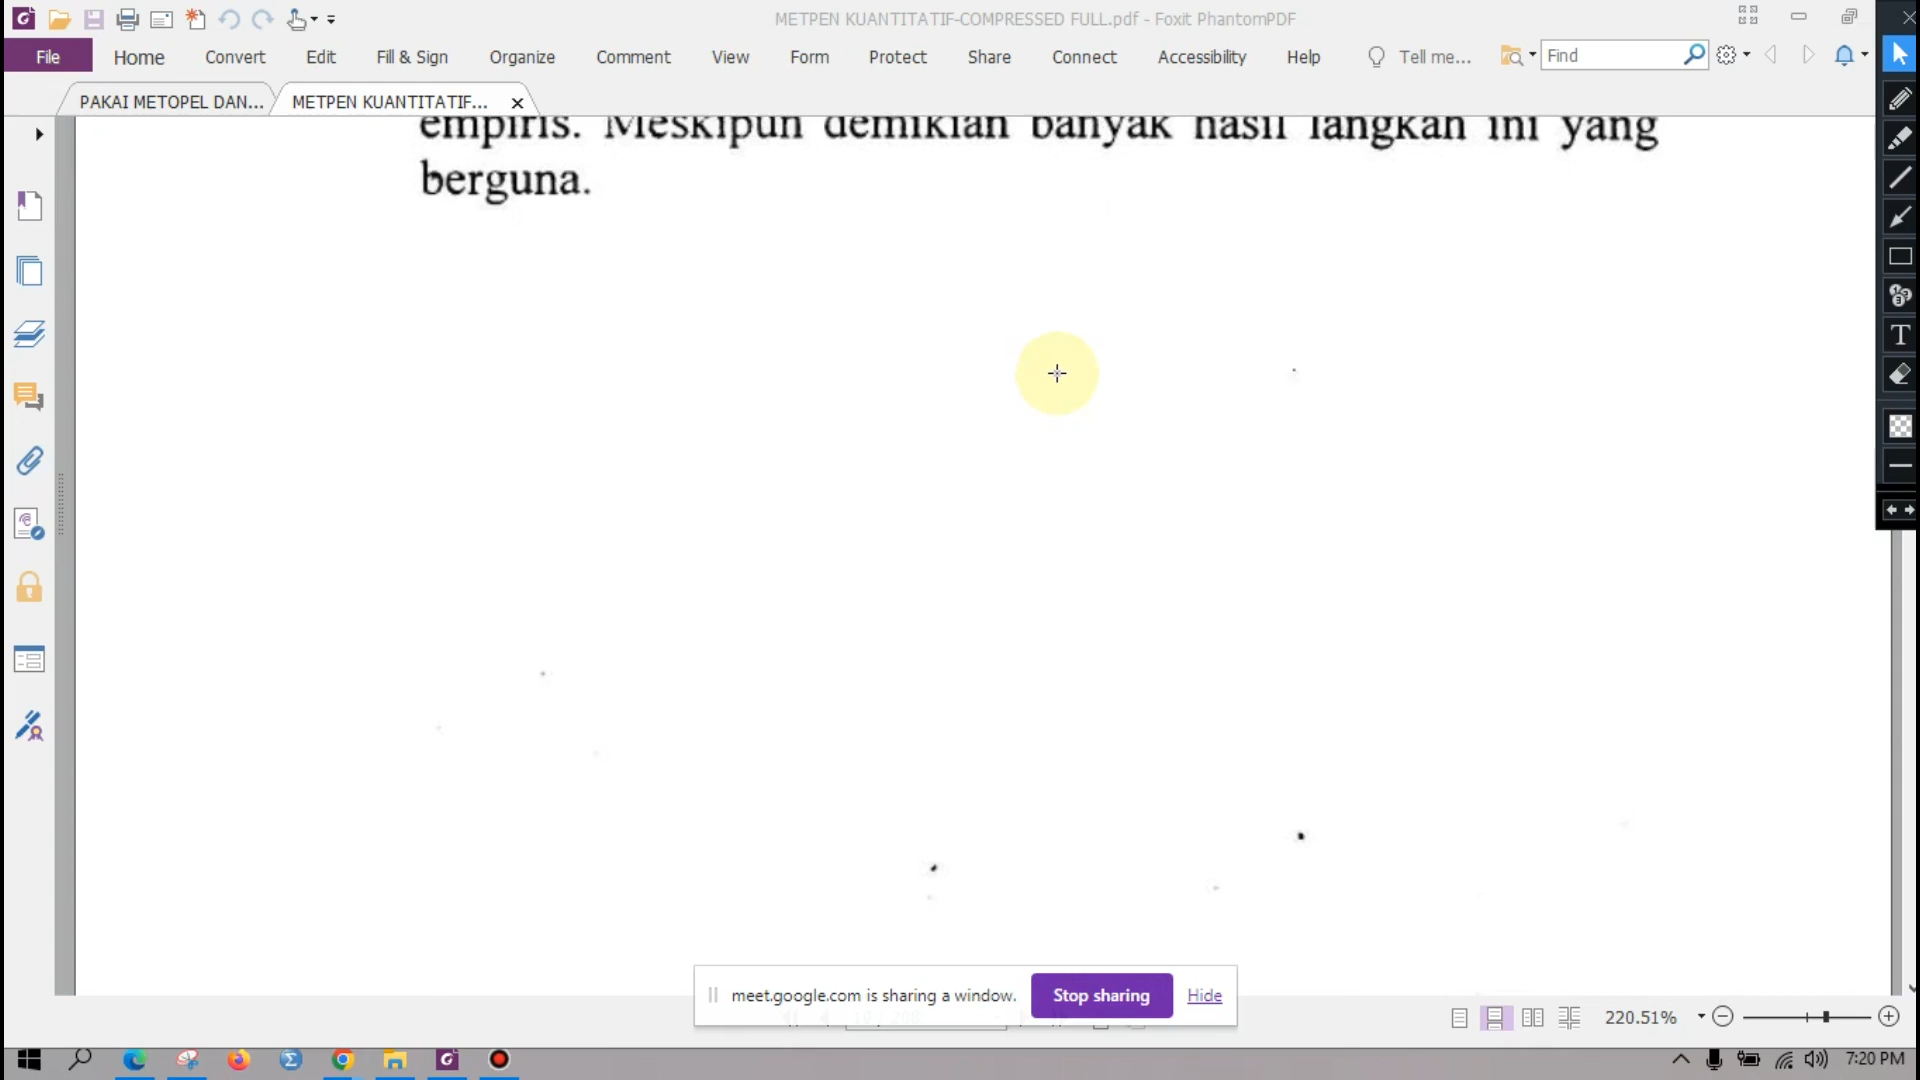 METPEN KUANTITATIF-COMPRESSED FULL.pdf - Foxit PhantomPDF
File Home Convert Edit Fill & Sign Organize Comment View Form Protect Share Connect Accessibility Help Tell me... Find
PAKAI METOPEL DAN... METPEN KUANTITATIF...
empiris. Meskipun demikian banyak hasil langkah ini yang
berguna.
T
meet.google.com is sharing a window. Stop sharing Hide
220.51%
7:20 PM